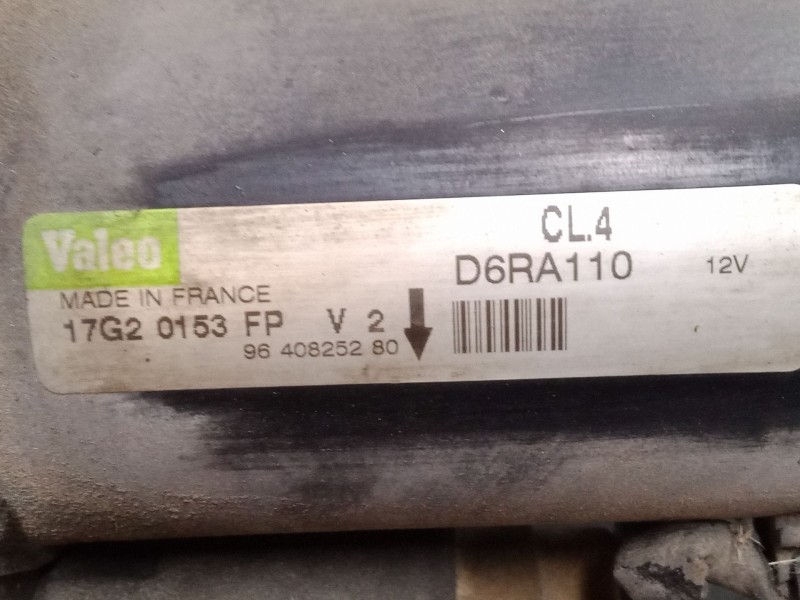 Valeo
CL.4
D6RA110 12V
MADE IN FRANCE
17G2 0153 FP V 2
96 408252 80